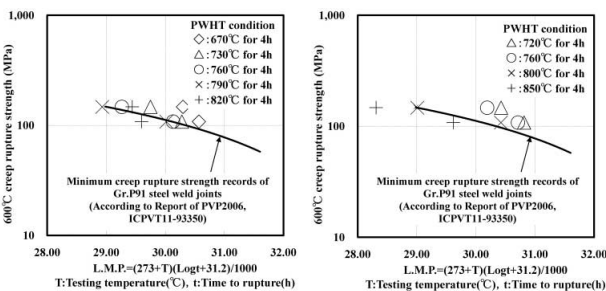 1,000
100
10
600℃ creep rupture strength (MPa)
PWHT condition
◇:670℃ for 4h
△:730℃ for 4h
○:760℃ for 4h
×:790℃ for 4h
+:820℃ for 4h
Minimum creep rupture strength records of
Gr.P91 steel weld joints
(According to Report of PVP2006,
ICPVT11-93350)
28.00 29.00 30.00 31.00 32.00
L.M.P.=(273+T)(Logt+31.2)/1000
T:Testing temperature(℃), t:Time to rupture(h)
1,000
100
10
600℃ creep rupture strength (MPa)
PWHT condition
△:720℃ for 4h
○:760℃ for 4h
×:800℃ for 4h
+:850℃ for 4h
Minimum creep rupture strength records of
Gr.P91 steel weld joints
(According to Report of PVP2006,
ICPVT11-93350)
28.00 29.00 30.00 31.00 32.00
L.M.P.=(273+T)(Logt+31.2)/1000
T:Testing temperature(℃), t:Time to rupture(h)